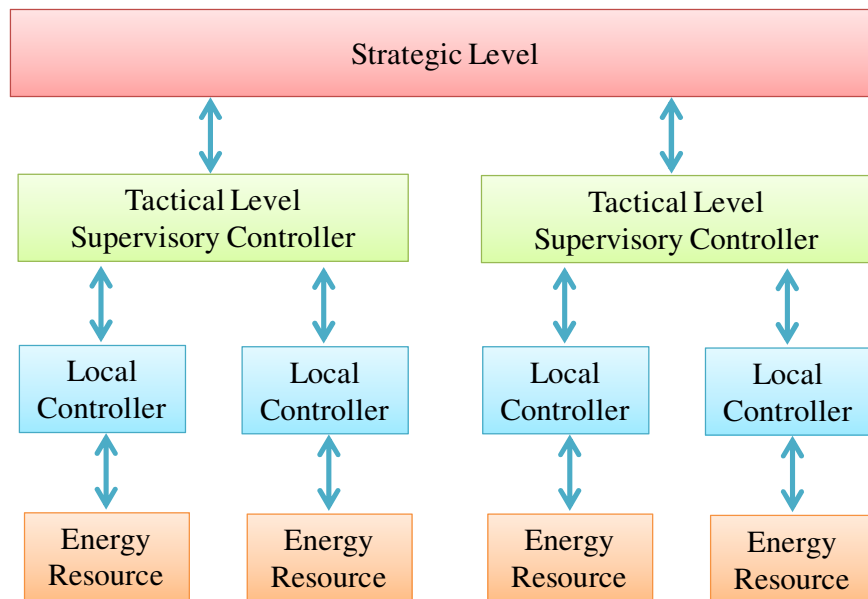 Strategic Level
Tactical Level
Supervisory Controller
Tactical Level
Supervisory Controller
Local
Controller
Local
Controller
Local
Controller
Local
Controller
Energy
Resource
Energy
Resource
Energy
Resource
Energy
Resource